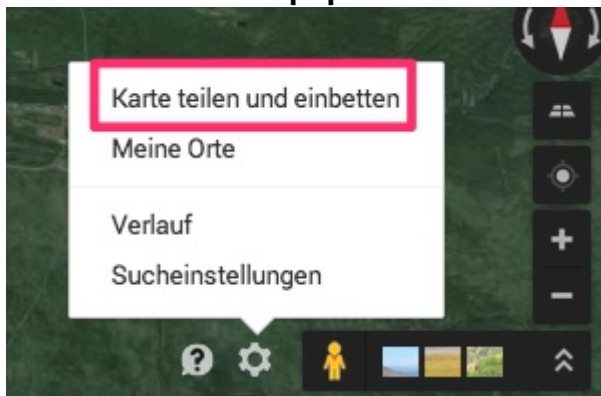 Karte teilen und einbetten
Meine Orte
Verlauf
Sucheinstellungen